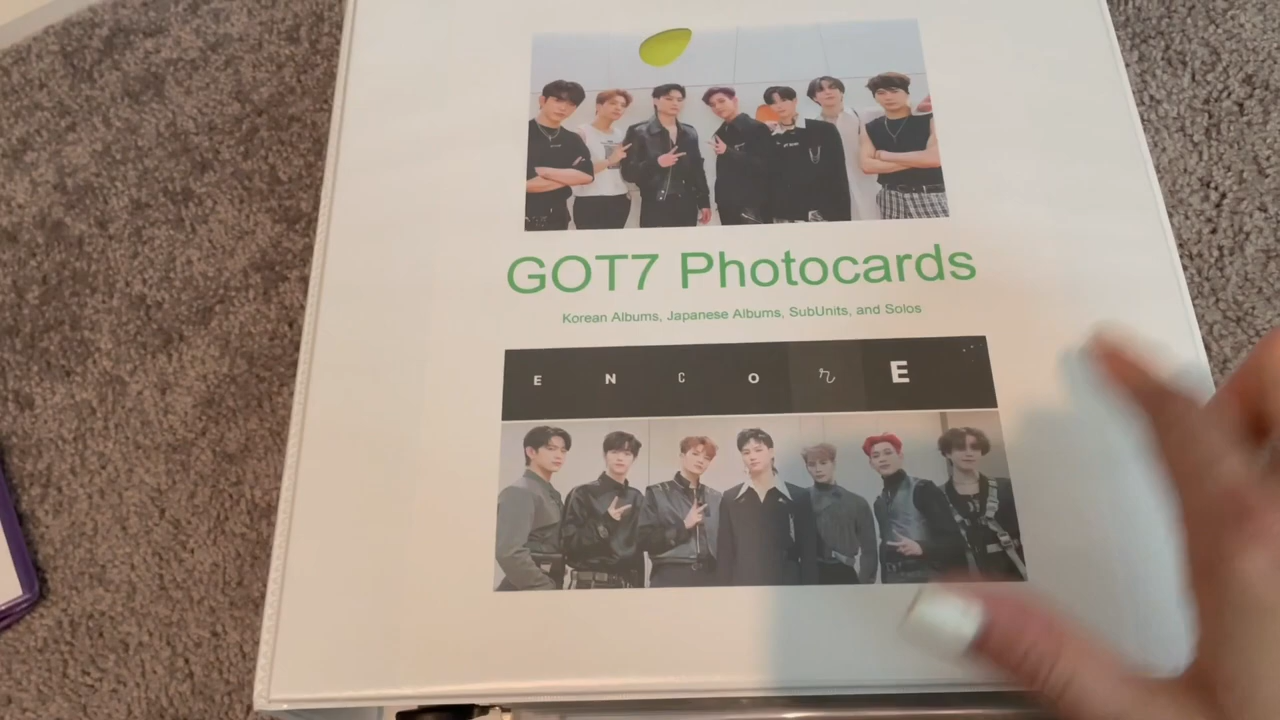 GOT7 Photocards
Korean Albums, Japanese Albums, SubUnits, and Solos
E N C O R E